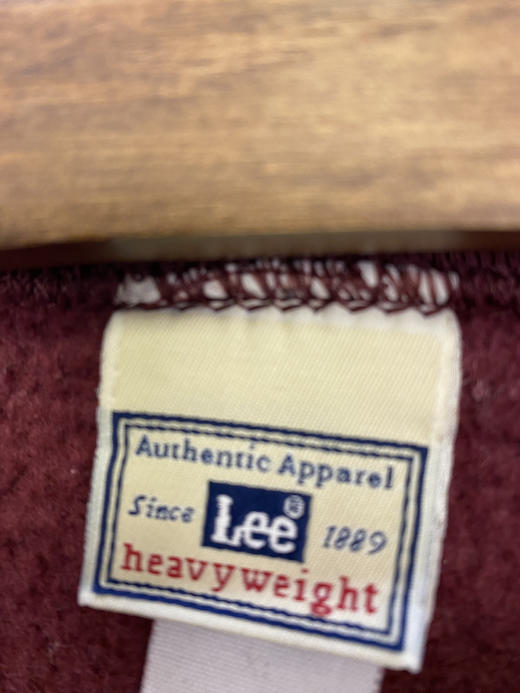 Authentic Apparel
Since Lee® 1889
heavyweight